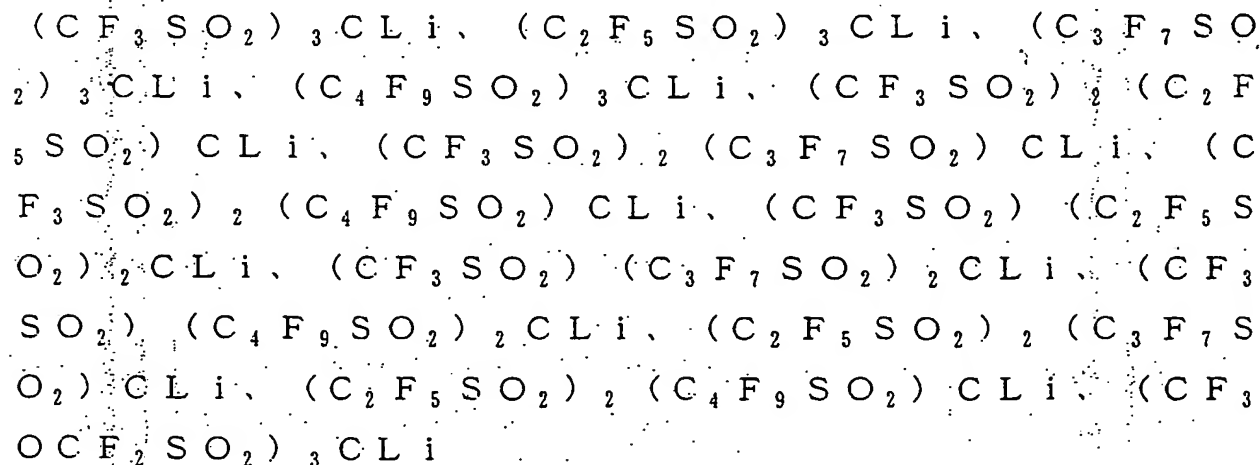 (CF₃SO₂)₃CLi、(C₂F₅SO₂)₃CLi、(C₃F₇SO
₂)₃CLi、(C₄F₉SO₂)₃CLi、(CF₃SO₂)₂(C₂F
₅SO₂)CLi、(CF₃SO₂)₂(C₃F₇SO₂)CLi、(C
F₃SO₂)₂(C₄F₉SO₂)CLi、(CF₃SO₂)(C₂F₅S
O₂)₂CLi、(CF₃SO₂)(C₃F₇SO₂)₂CLi、(CF₃
SO₂)(C₄F₉SO₂)₂CLi、(C₂F₅SO₂)₂(C₃F₇S
O₂)CLi、(C₂F₅SO₂)₂(C₄F₉SO₂)CLi、(CF₃
OCF₂SO₂)₃CLi